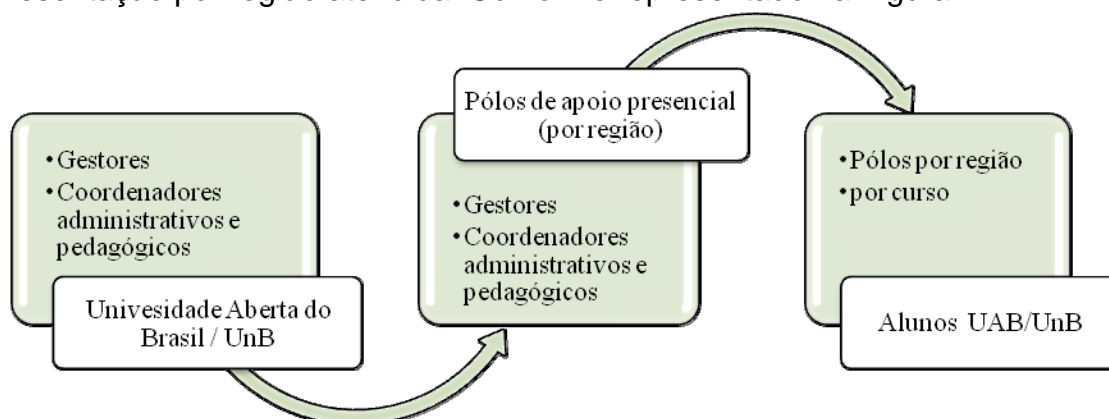 • Gestores
• Coordenadores
administrativos e
pedagógicos
Univesidade Aberta do
Brasil / UnB
Pólos de apoio presencial
(por região)
• Gestores
• Coordenadores
administrativos e
pedagógicos
• Pólos por região
• por curso
Alunos UAB/UnB